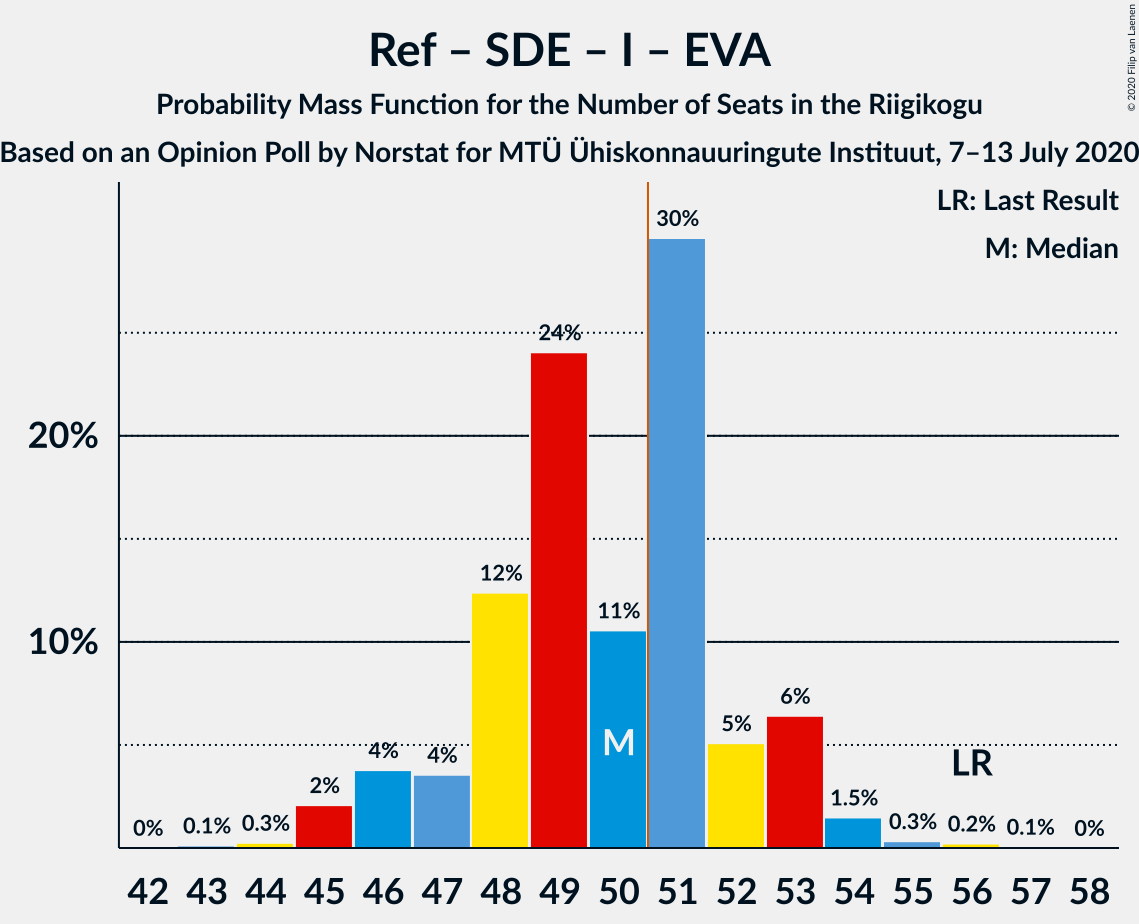 Ref – SDE – I – EVA
Probability Mass Function for the Number of Seats in the Riigikogu
Based on an Opinion Poll by Norstat for MTÜ Ühiskonnauuringute Instituut, 7–13 July 2020
© 2020 Filip van Laenen
LR: Last Result
M: Median
30%
24%
20%
12%
11%
10%
6%
5%
4%
4%
2%
1.5%
0%
0.1%
0.3%
0.3%
0.2%
0.1%
0%
M
LR
42 43 44 45 46 47 48 49 50 51 52 53 54 55 56 57 58